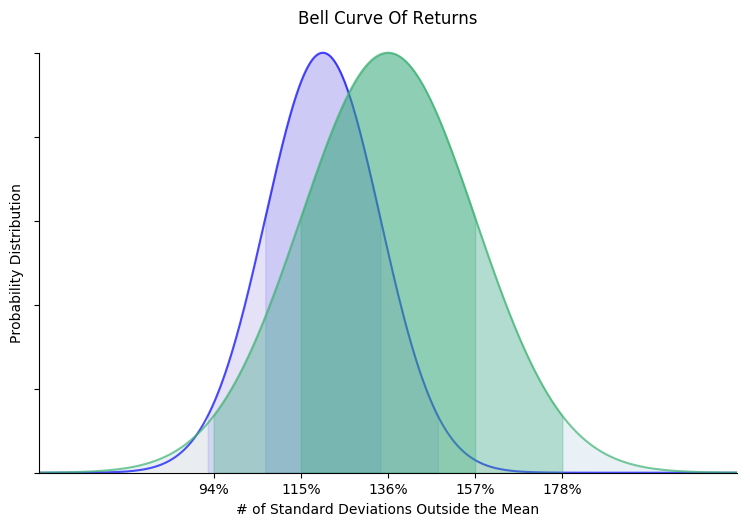 Bell Curve Of Returns
Probability Distribution
94% 115% 136% 157% 178%
# of Standard Deviations Outside the Mean